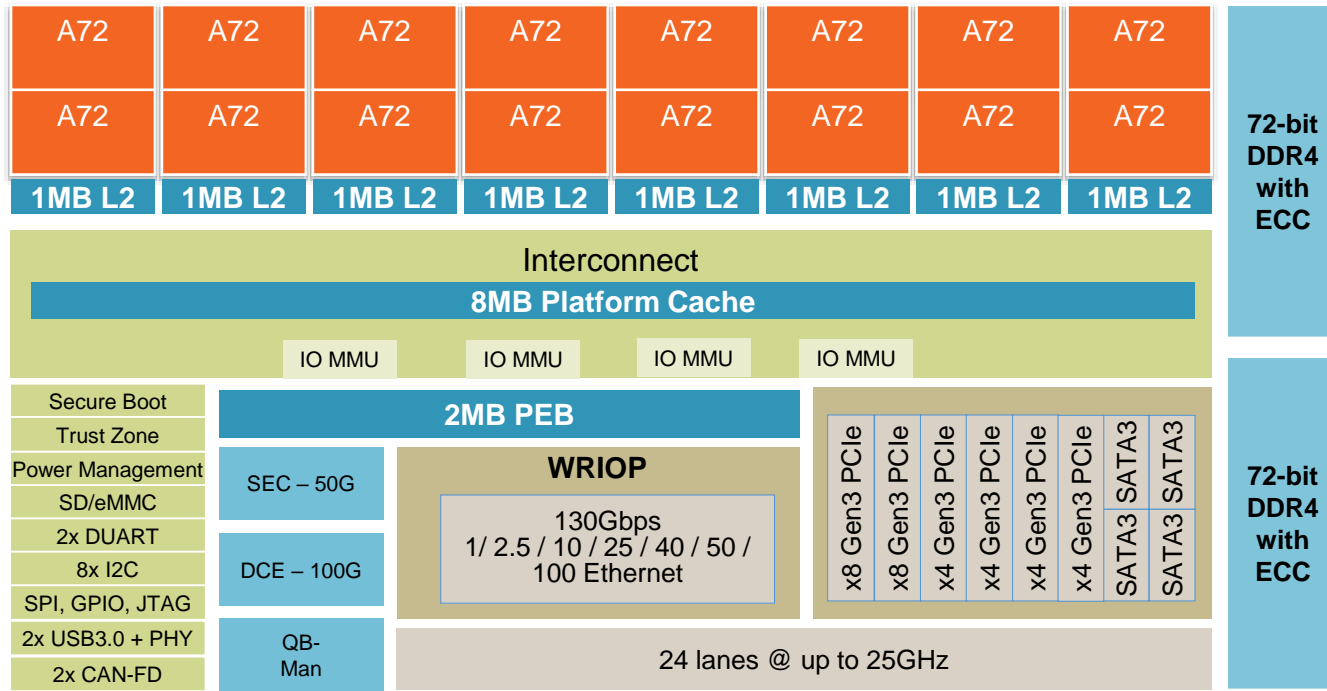 A72 A72 A72 A72 A72 A72 A72 A72
A72 A72 A72 A72 A72 A72 A72 A72
1MB L2 1MB L2 1MB L2 1MB L2 1MB L2 1MB L2 1MB L2 1MB L2
72-bit
DDR4
with
ECC
Interconnect
8MB Platform Cache
IO MMU IO MMU IO MMU IO MMU
Secure Boot
Trust Zone
Power Management
SD/eMMC
2x DUART
8x I2C
SPI, GPIO, JTAG
2x USB3.0 + PHY
2x CAN-FD
2MB PEB
SEC – 50G
DCE – 100G
QB-
Man
WRIOP
130Gbps
1/ 2.5 / 10 / 25 / 40 / 50 /
100 Ethernet
x8 Gen3 PCIe
x8 Gen3 PCIe
x4 Gen3 PCIe
x4 Gen3 PCIe
x4 Gen3 PCIe
x4 Gen3 PCIe
SATA3 SATA3
SATA3 SATA3
24 lanes @ up to 25GHz
72-bit
DDR4
with
ECC